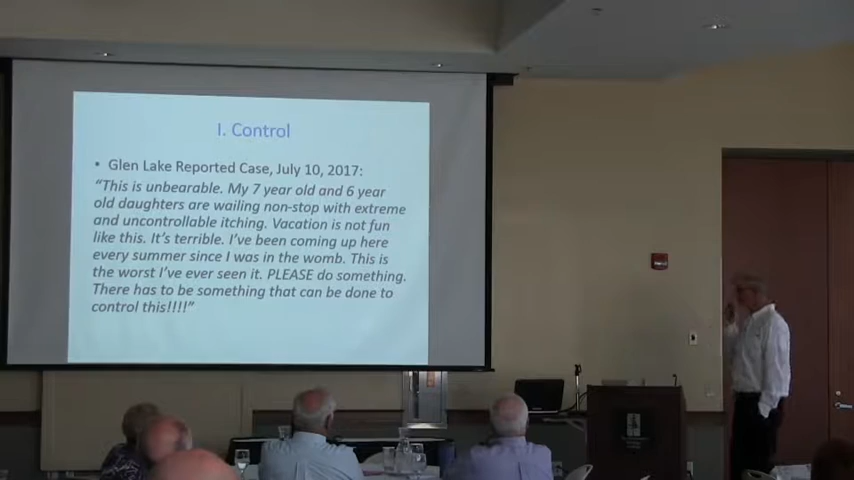 I. Control
• Glen Lake Reported Case, July 10, 2017:
"This is unbearable. My 7 year old and 6 year
old daughters are wailing non-stop with extreme
and uncontrollable itching. Vacation is not fun
like this. It's terrible. I've been coming up here
every summer since I was in the womb. This is
the worst I've ever seen it. PLEASE do something.
There has to be something that can be done to
control this!!!!"